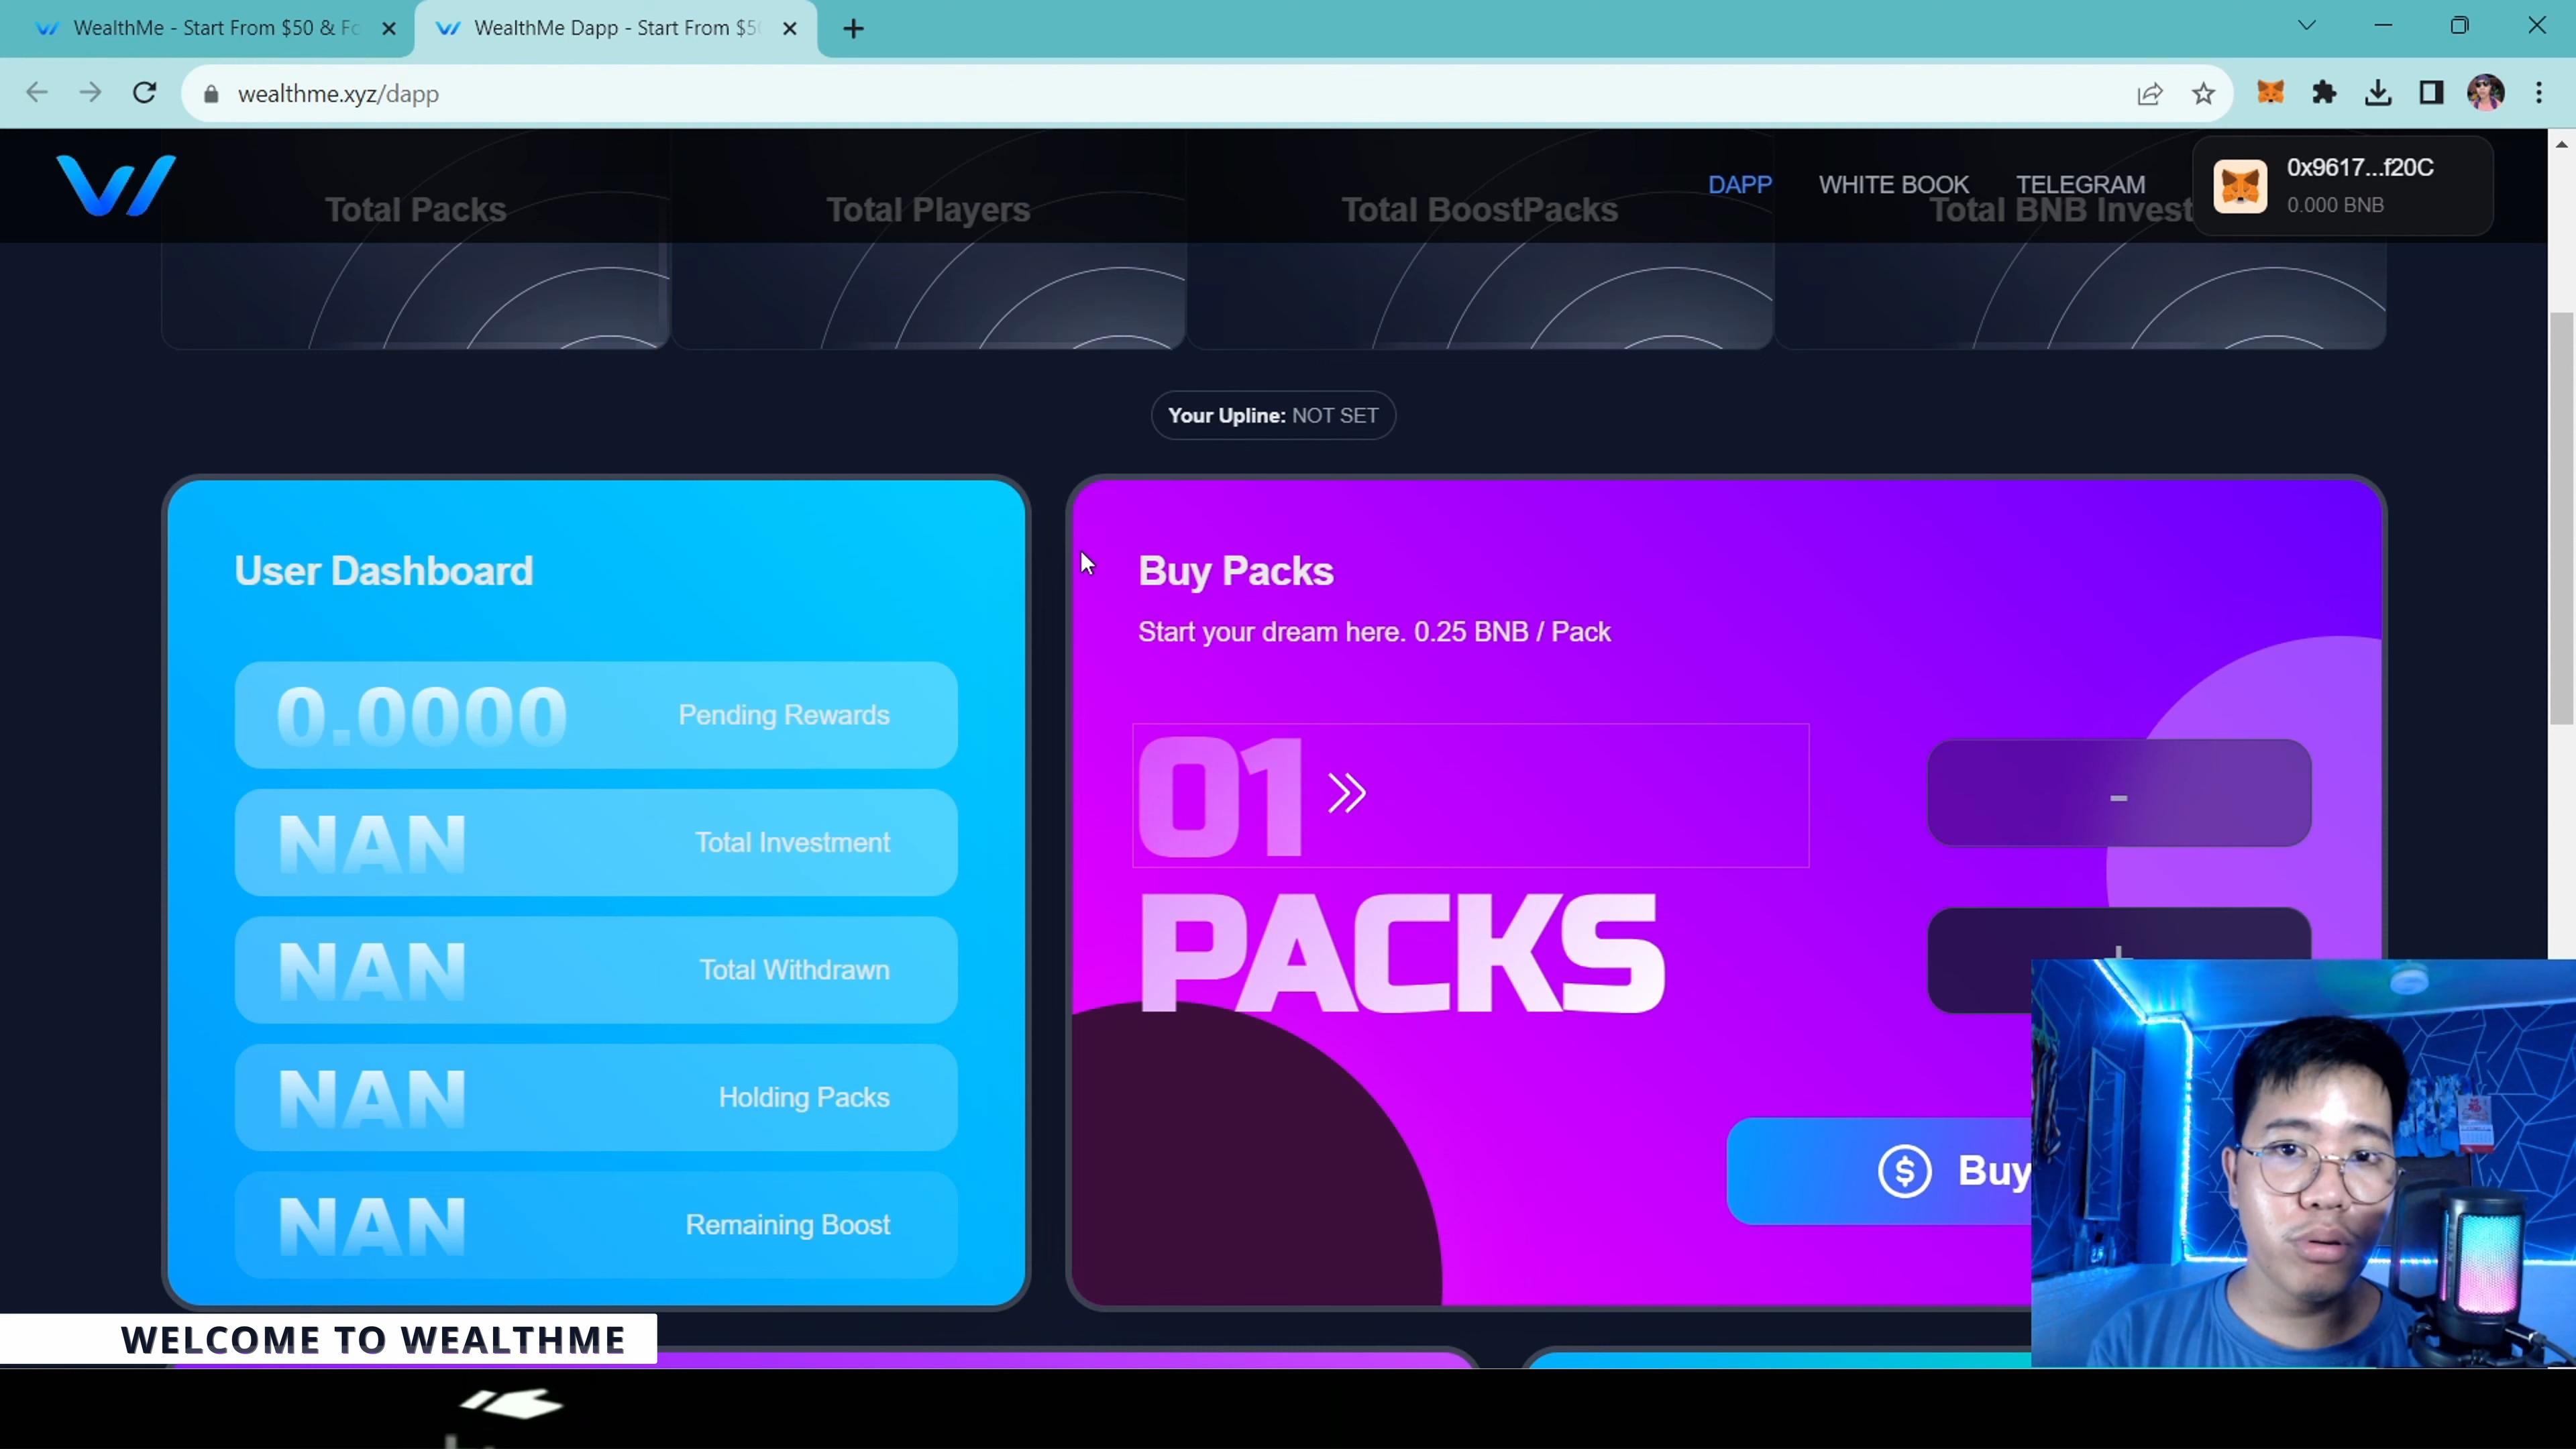 WealthMe - Start From $50 & Fo
WealthMe Dapp - Start From $50
wealthme.xyz/dapp
Total Packs
Total Players
Total BoostPacks
Total BNB Invest
DAPP
WHITE BOOK
TELEGRAM
0x9617...f20C
0.000 BNB
Your Upline: NOT SET
User Dashboard
0.0000 Pending Rewards
NAN Total Investment
NAN Total Withdrawn
NAN Holding Packs
NAN Remaining Boost
Buy Packs
Start your dream here. 0.25 BNB / Pack
01
PACKS
-
+
Buy
WELCOME TO WEALTHME